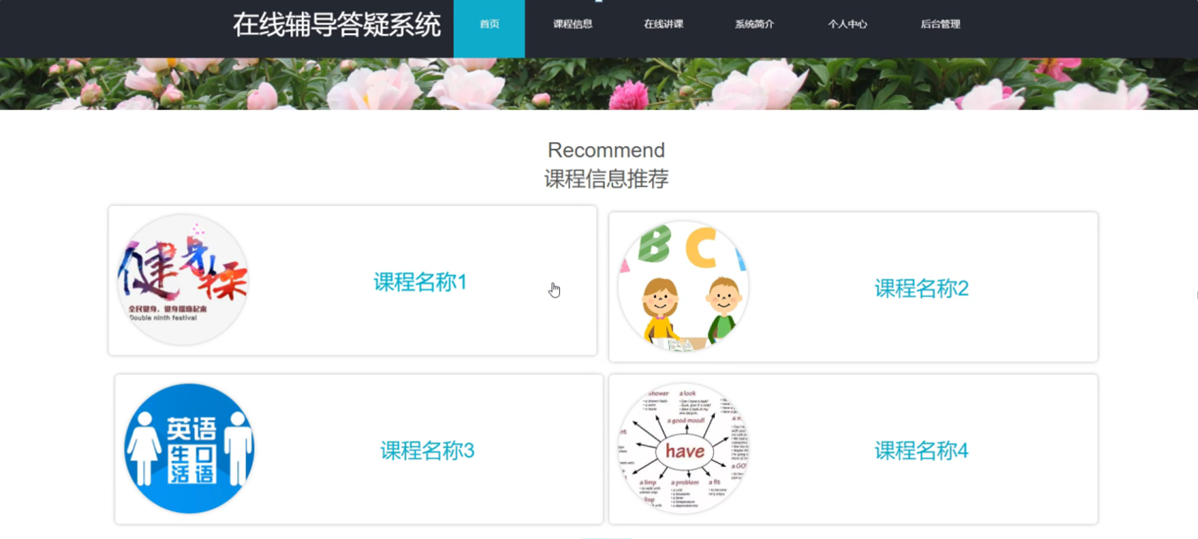 在线辅导答疑系统
首页
课程信息
在线讲课
系统简介
个人中心
后台管理
Recommend
课程信息推荐
健身操
全民健身，健身操练起来
Double ninth festival
课程名称1
B C
课程名称2
英语
生口
活语
课程名称3
a look
a good mood!
have
a limp
a problem
a fit
课程名称4